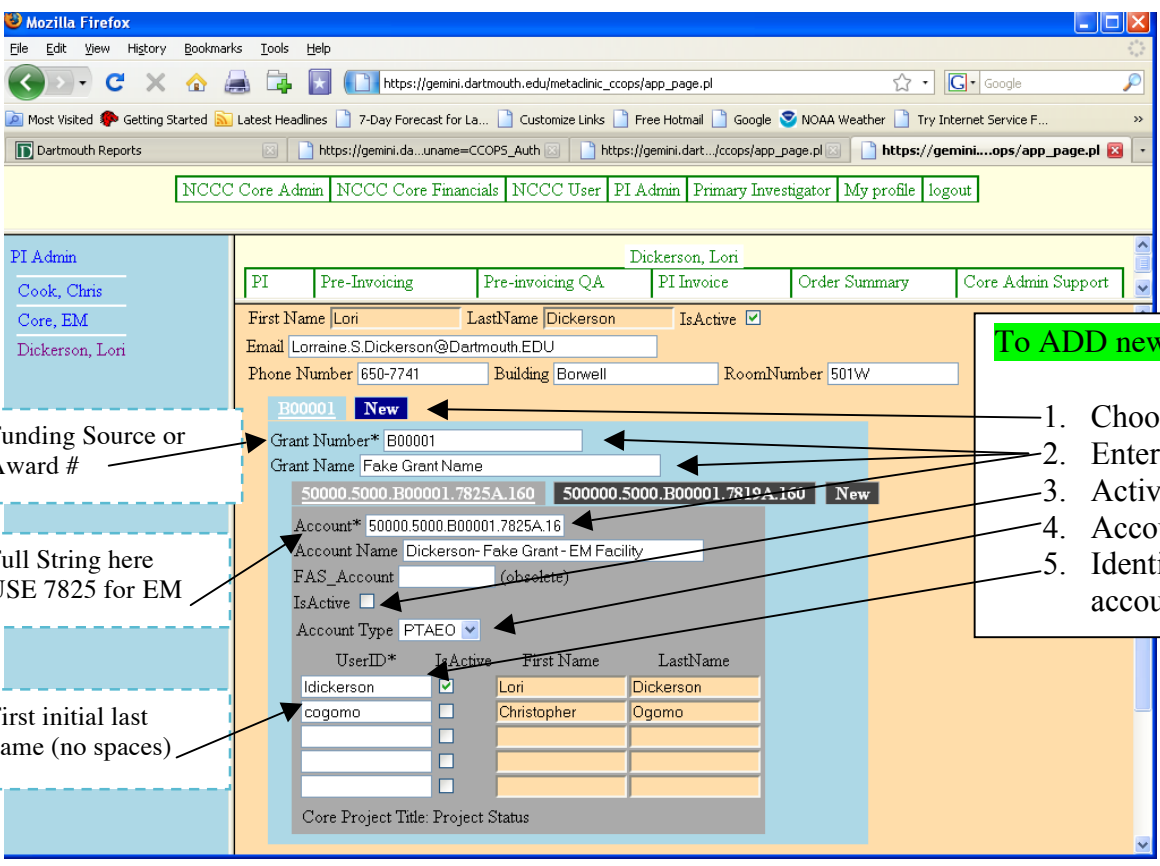 Mozilla Firefox
File Edit View History Bookmarks Tools Help
https://gemini.dartmouth.edu/metaclinic_ccops/app_page.pl
G Google
Most Visited Getting Started Latest Headlines 7-Day Forecast for La... Customize Links Free Hotmail Google NOAA Weather Try Internet Service F... »
Dartmouth Reports https://gemini.da...uname=CCOPS_Auth https://gemini.dart.../ccops/app_page.pl https://gemini....ops/app_page.pl
NCCC Core Admin NCCC Core Financials NCCC User PI Admin Primary Investigator My profile logout
PI Admin
Cook, Chris
Core, EM
Dickerson, Lori
Dickerson, Lori
PI Pre-Invoicing Pre-invoicing QA PI Invoice Order Summary Core Admin Support
First Name Lori LastName Dickerson IsActive
Email Lorraine.S.Dickerson@Dartmouth.EDU
Phone Number 650-7741 Building Borwell RoomNumber 501W
B00001 New
Grant Number* B00001
Grant Name Fake Grant Name
50000.5000.B00001.7825A.160 500000.5000.B00001.7819A.160 New
Account* 50000.5000.B00001.7825A.16
Account Name Dickerson- Fake Grant - EM Facility
FAS_Account (obsolete)
IsActive
Account Type PTAEO
UserID* IsActive First Name LastName
ldickerson Lori Dickerson
cogomo Christopher Ogomo
Core Project Title: Project Status
Funding Source or
Award #
Full String here
USE 7825 for EM
First initial last
name (no spaces)
To ADD new
1. Choo
2. Enter
3. Activ
4. Accou
5. Identi
accou